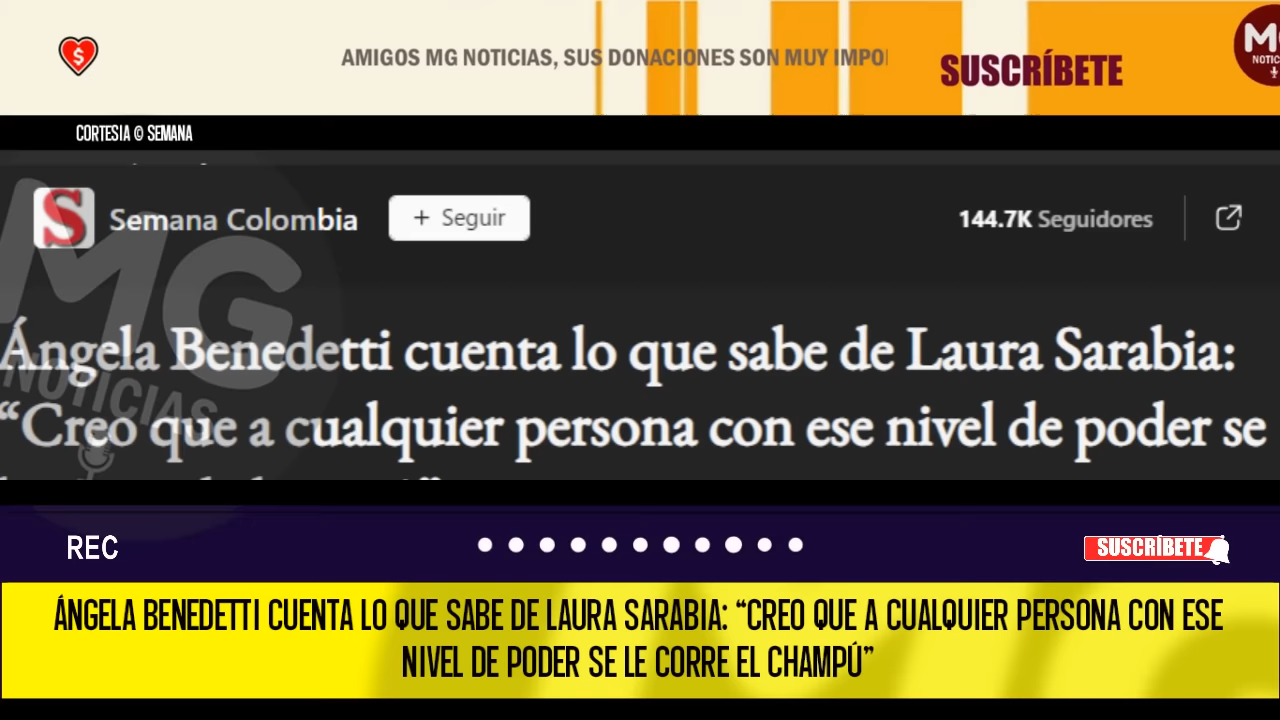 AMIGOS MG NOTICIAS, SUS DONACIONES SON MUY
SUSCRÍBETE
CORTESIA © SEMANA
S
Semana Colombia
+ Seguir
144.7K Seguidores
Ángela Benedetti cuenta lo que sabe de Laura Sarabia:
“Creo que a cualquier persona con ese nivel de poder se
MG
NOTICIAS
REC
SUSCRÍBETE
ÁNGELA BENEDETTI CUENTA LO QUE SABE DE LAURA SARABIA: “CREO QUE A CUALQUIER PERSONA CON ESE
NIVEL DE PODER SE LE CORRE EL CHAMPÚ”